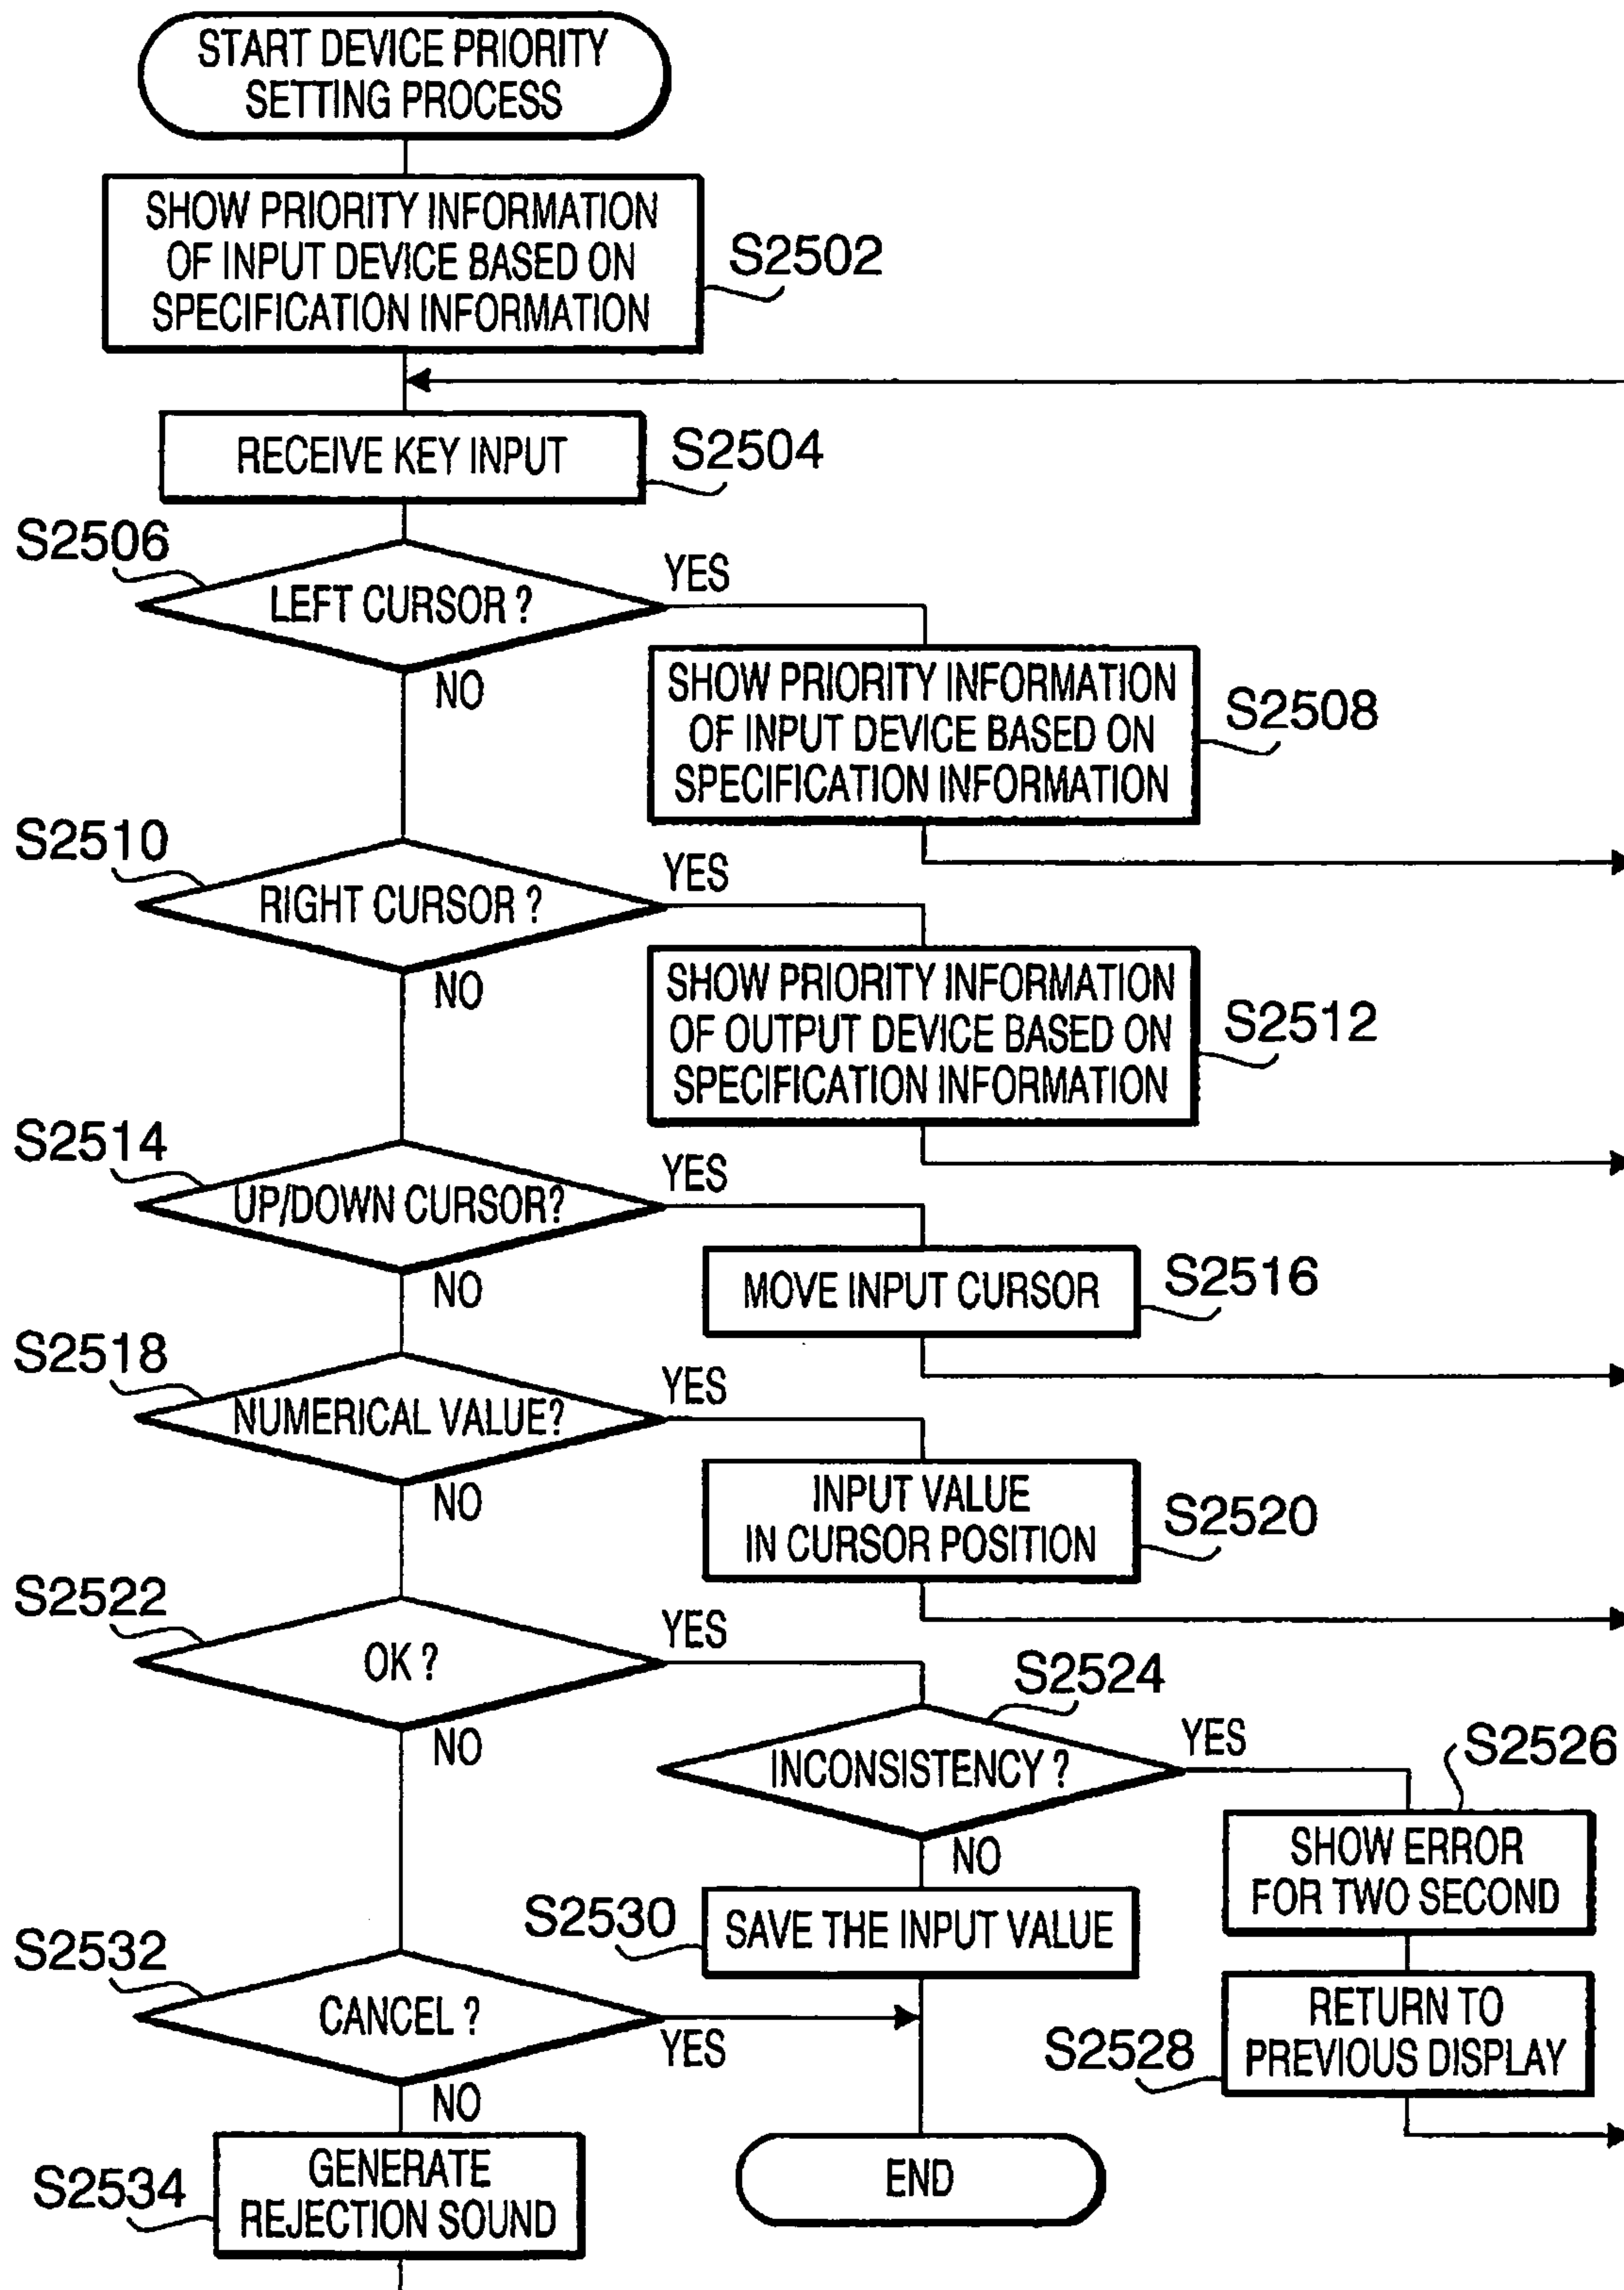 START DEVICE PRIORITY
SETTING PROCESS
SHOW PRIORITY INFORMATION
OF INPUT DEVICE BASED ON
SPECIFICATION INFORMATION
S2502
RECEIVE KEY INPUT
S2504
S2506
LEFT CURSOR ?
YES
NO
SHOW PRIORITY INFORMATION
OF INPUT DEVICE BASED ON
SPECIFICATION INFORMATION
S2508
S2510
RIGHT CURSOR ?
YES
NO
SHOW PRIORITY INFORMATION
OF OUTPUT DEVICE BASED ON
SPECIFICATION INFORMATION
S2512
S2514
UP/DOWN CURSOR?
YES
NO
MOVE INPUT CURSOR
S2516
S2518
NUMERICAL VALUE?
YES
NO
INPUT VALUE
IN CURSOR POSITION
S2520
S2522
OK ?
YES
NO
S2524
INCONSISTENCY ?
YES
NO
S2526
SHOW ERROR
FOR TWO SECOND
S2530
SAVE THE INPUT VALUE
S2528
RETURN TO
PREVIOUS DISPLAY
S2532
CANCEL ?
YES
NO
S2534
GENERATE
REJECTION SOUND
END